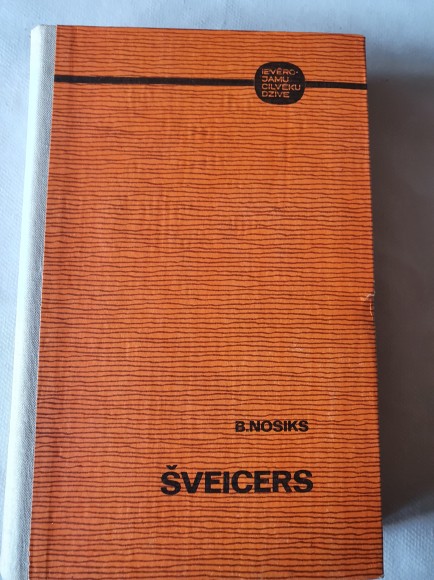 IEVĒRO-
JAMU
CILVĒKU
DZĪVE
B.NOSIKS
ŠVEICERS